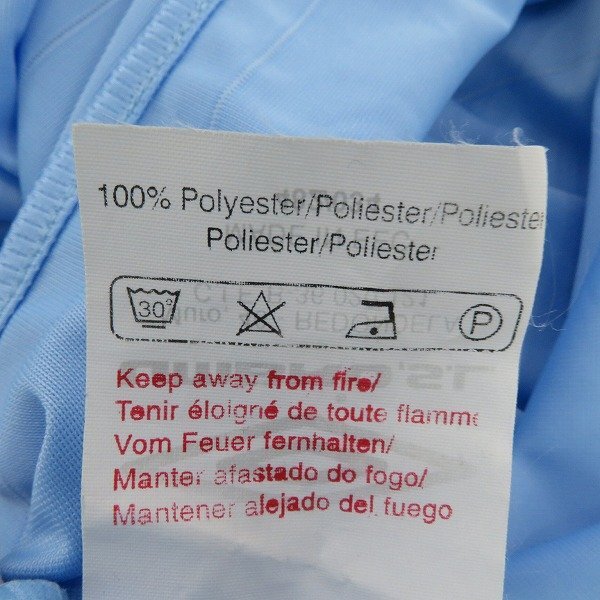 100% Polyester/Poliester/Poliester
Poliester/Poliester
30°
P
Keep away from fire/
Tenir éloigné de toute flamme
Vom Feuer fernhalten/
Manter afastado do fogo/
Mantener alejado del fuego